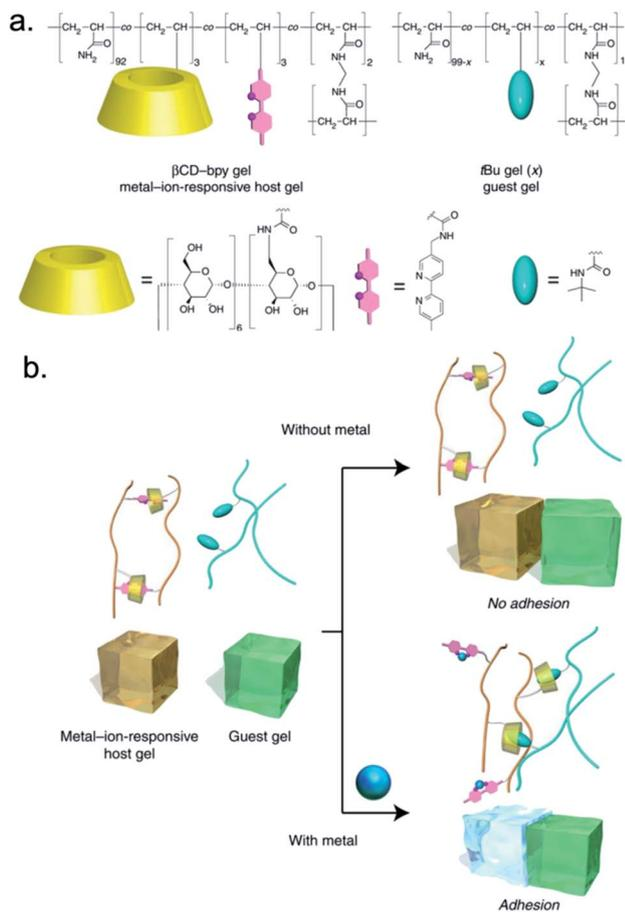 a.
CH2 CH co CH2 CH co CH2 CH co CH2 CH
CH2 CH co CH2 CH co CH2 CH
O
NH2
92
3
3
O
NH
NH
O
2
CH2 CH
O
NH2
99-x
x
O
NH
NH
O
1
CH2 CH
βCD–bpy gel
metal–ion-responsive host gel
tBu gel (x)
guest gel
=
OH
O
O
OH
OH
6
HN
O
O
O
OH
OH
=
O
NH
N
N
=
HN
O
b.
Without metal
No adhesion
Metal–ion-responsive
host gel
Guest gel
With metal
Adhesion